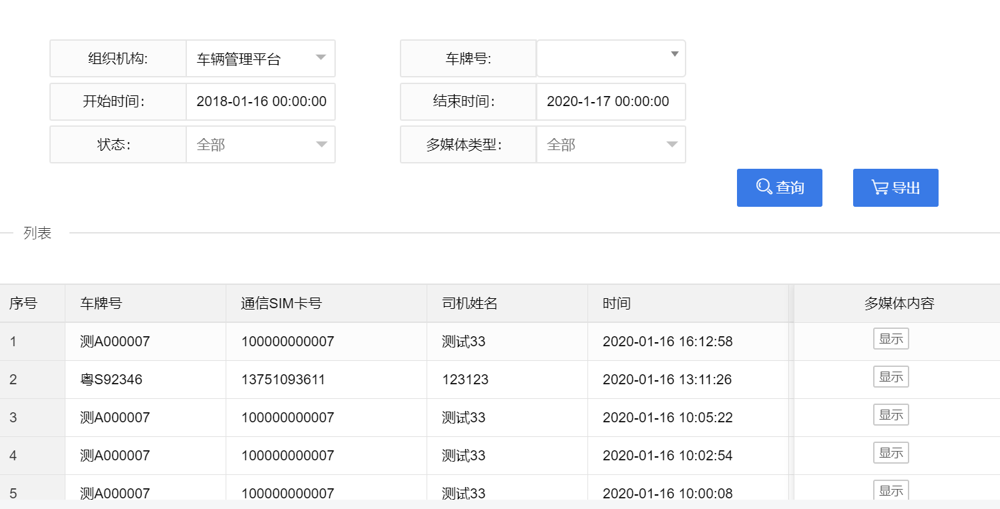 组织机构: 车辆管理平台 车牌号:
开始时间: 2018-01-16 00:00:00 结束时间: 2020-1-17 00:00:00
状态: 全部 多媒体类型: 全部
查询 导出
列表
序号 车牌号 通信SIM卡号 司机姓名 时间 多媒体内容
1 测A000007 100000000007 测试33 2020-01-16 16:12:58 显示
2 粤S92346 13751093611 123123 2020-01-16 13:11:26 显示
3 测A000007 100000000007 测试33 2020-01-16 10:05:22 显示
4 测A000007 100000000007 测试33 2020-01-16 10:02:54 显示
5 测A000007 100000000007 测试33 2020-01-16 10:00:08 显示